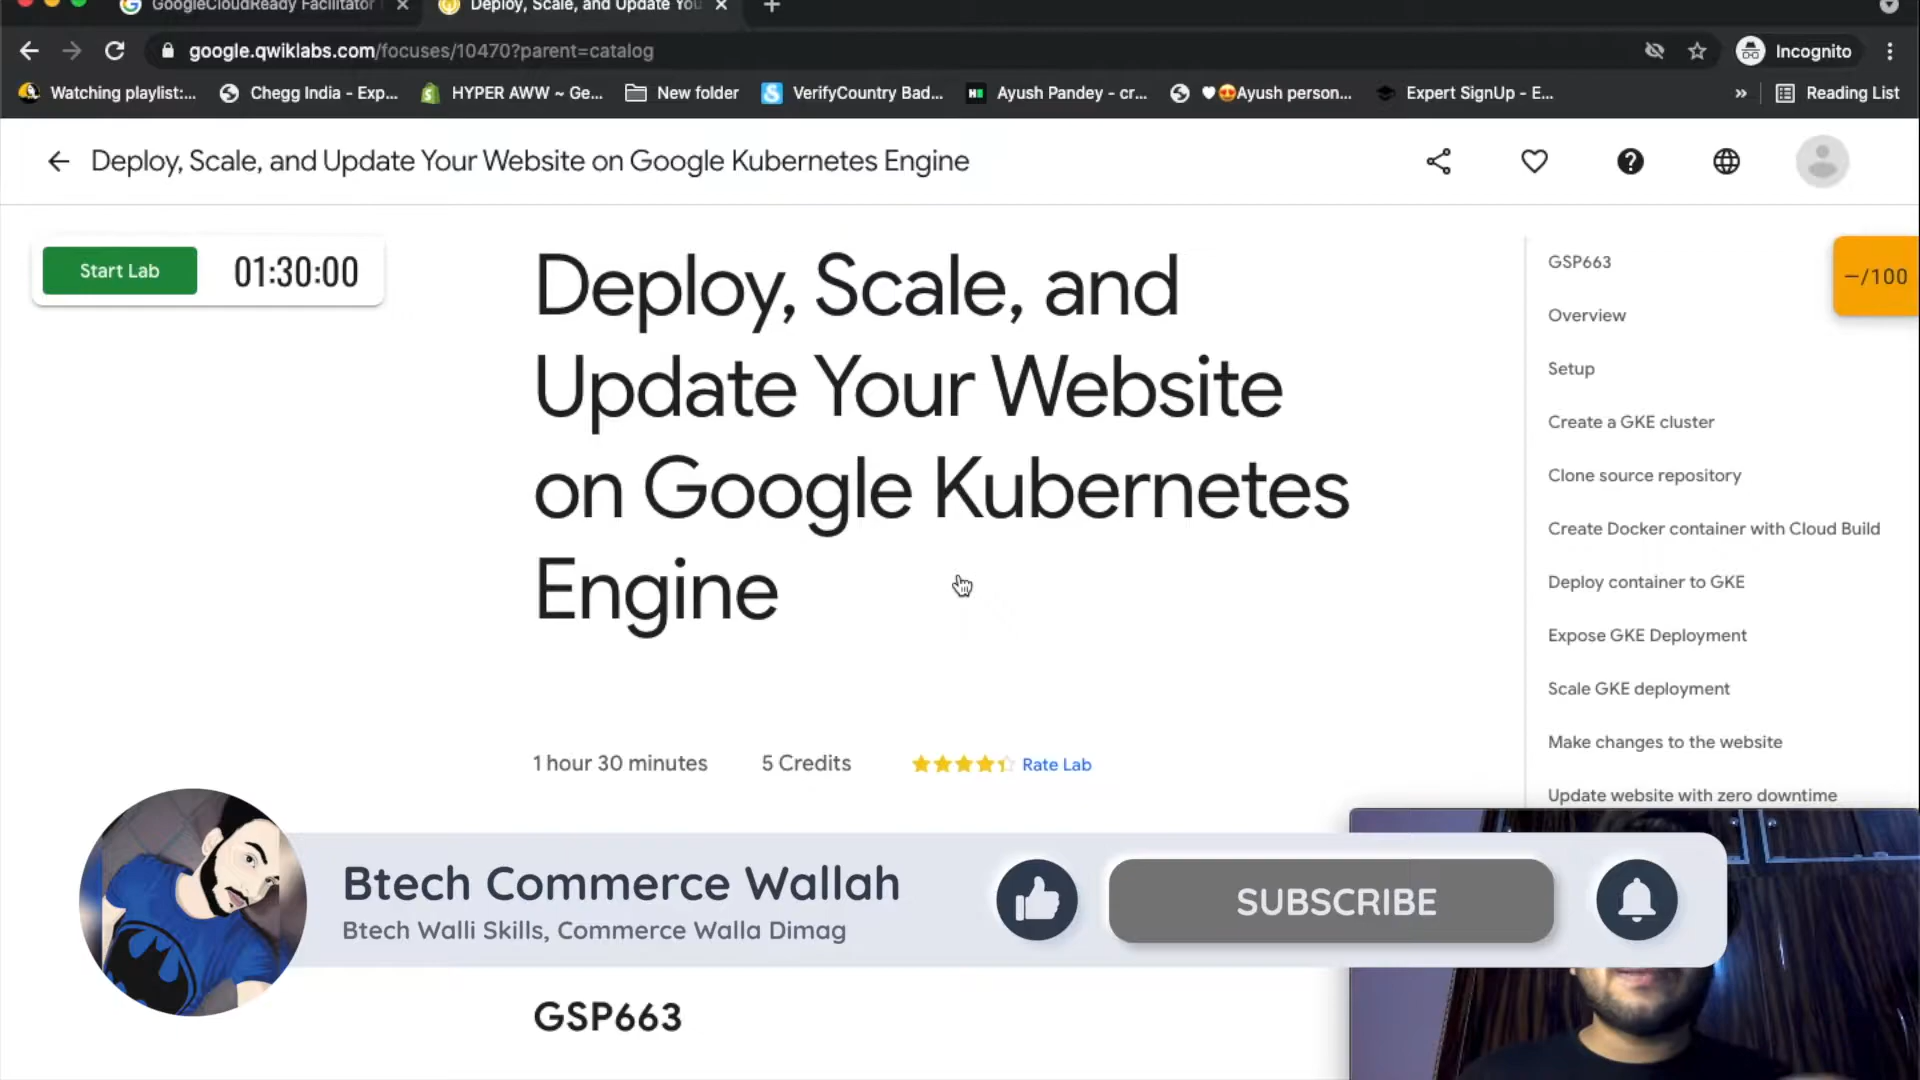 GoogleCloudReady Facilitator
Deploy, Scale, and Update You
google.qwiklabs.com/focuses/10470?parent=catalog
Incognito
Watching playlist:...
Chegg India - Exp...
HYPER AWW ~ Ge...
New folder
VerifyCountry Bad...
Ayush Pandey - cr...
Ayush person...
Expert SignUp - E...
»
Reading List
Deploy, Scale, and Update Your Website on Google Kubernetes Engine
Start Lab
01:30:00
Deploy, Scale, and
Update Your Website
on Google Kubernetes
Engine
1 hour 30 minutes
5 Credits
Rate Lab
GSP663
Overview
Setup
Create a GKE cluster
Clone source repository
Create Docker container with Cloud Build
Deploy container to GKE
Expose GKE Deployment
Scale GKE deployment
Make changes to the website
Update website with zero downtime
–/100
Btech Commerce Wallah
Btech Walli Skills, Commerce Walla Dimag
SUBSCRIBE
GSP663